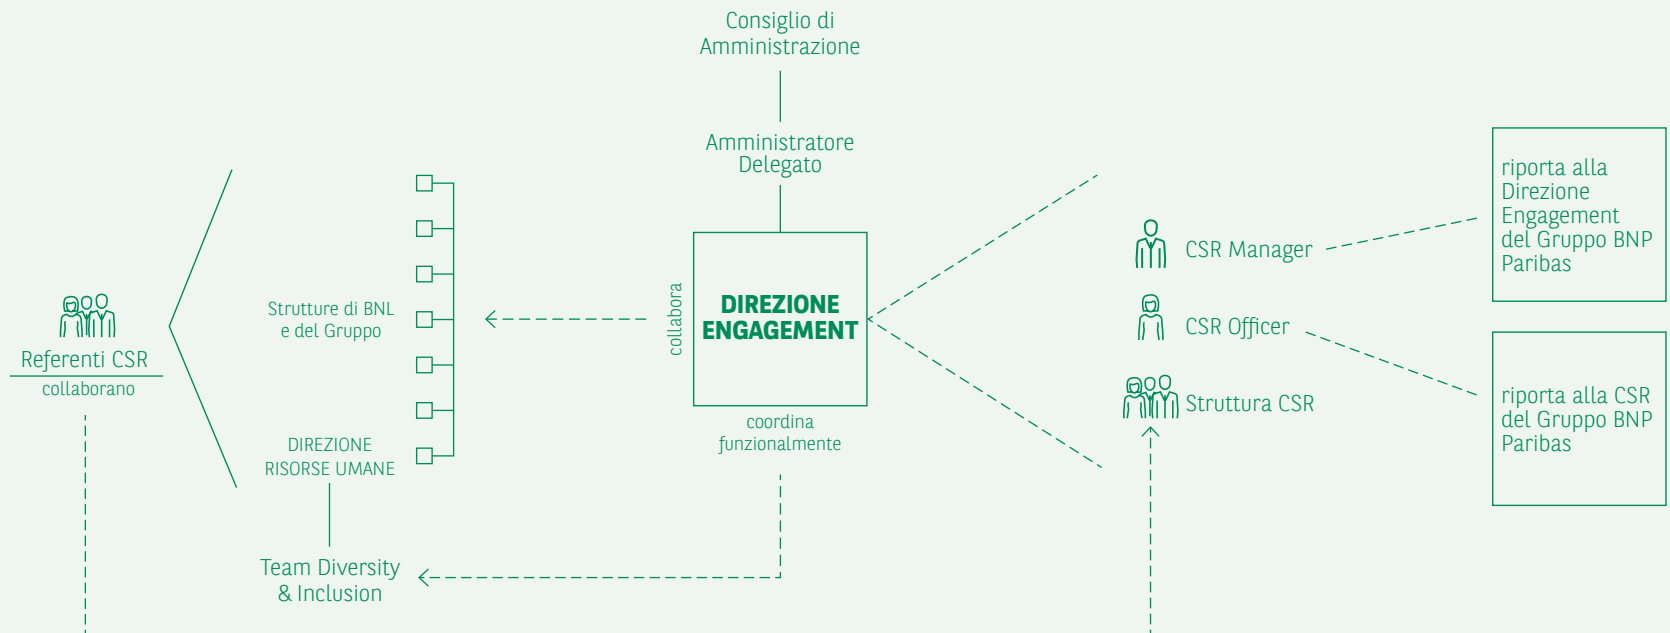 Consiglio di
Amministrazione
Amministratore
Delegato
DIREZIONE
ENGAGEMENT
collabora
coordina
funzionalmente
Strutture di BNL
e del Gruppo
DIREZIONE
RISORSE UMANE
Team Diversity
& Inclusion
Referenti CSR
collaborano
CSR Manager
CSR Officer
Struttura CSR
riporta alla
Direzione
Engagement
del Gruppo BNP
Paribas
riporta alla CSR
del Gruppo BNP
Paribas